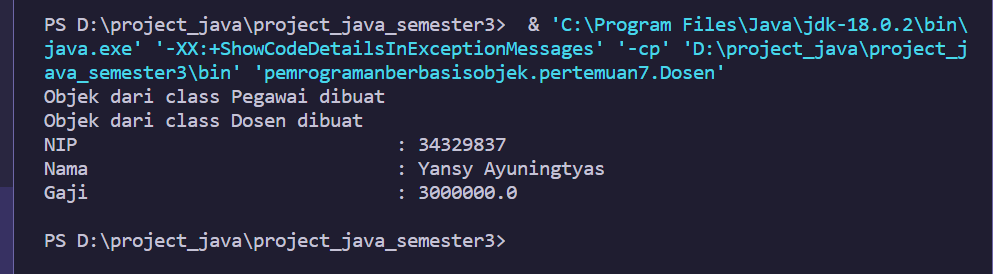 PS D:\project_java\project_java_semester3>  & 'C:\Program Files\Java\jdk-18.0.2\bin\
java.exe' '-XX:+ShowCodeDetailsInExceptionMessages' '-cp' 'D:\project_java\project_j
ava_semester3\bin' 'pemrogramanberbasisobjek.pertemuan7.Dosen'
Objek dari class Pegawai dibuat
Objek dari class Dosen dibuat
NIP                             : 34329837
Nama                            : Yansy Ayuningtyas
Gaji                            : 3000000.0
PS D:\project_java\project_java_semester3>